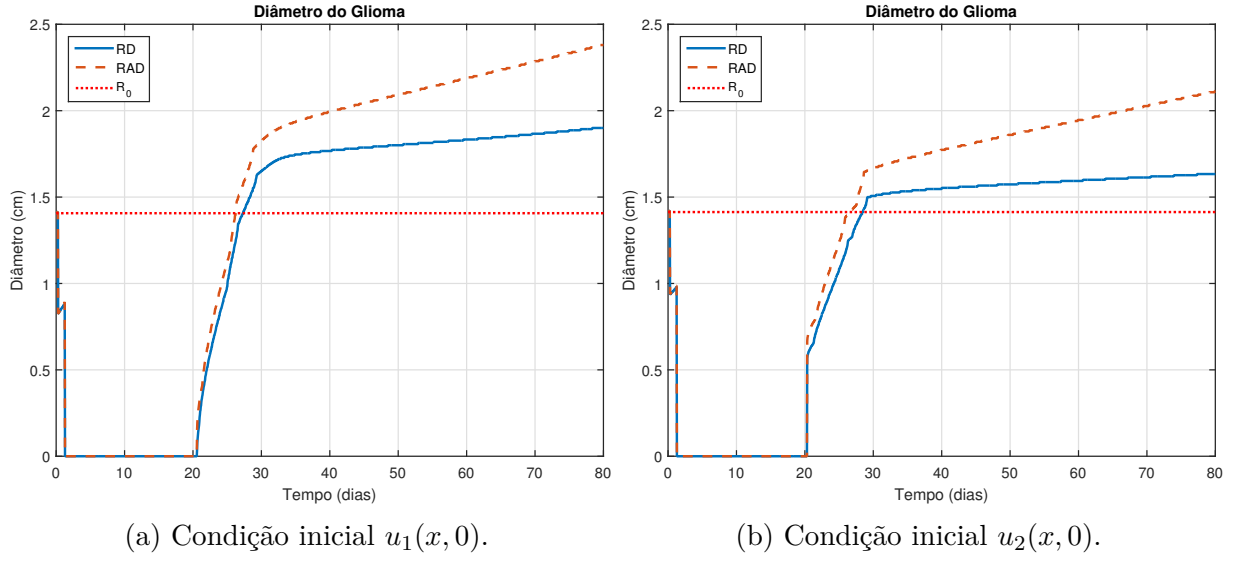 Diâmetro do Glioma
RD
RAD
R₀
Diâmetro (cm)
2.5
2
1.5
1
0.5
0
0 10 20 30 40 50 60 70 80
Tempo (dias)
(a) Condição inicial u₁(x, 0).
Diâmetro do Glioma
RD
RAD
R₀
Diâmetro (cm)
2.5
2
1.5
1
0.5
0
0 10 20 30 40 50 60 70 80
Tempo (dias)
(b) Condição inicial u₂(x, 0).